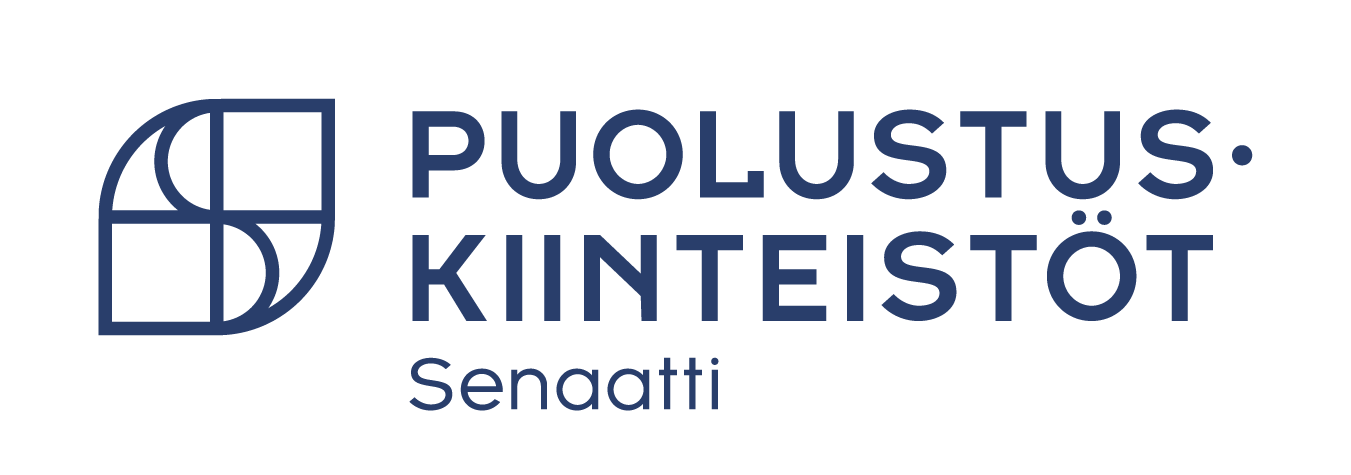 PUOLUSTUS·
KIINTEISTÖT
Senaatti